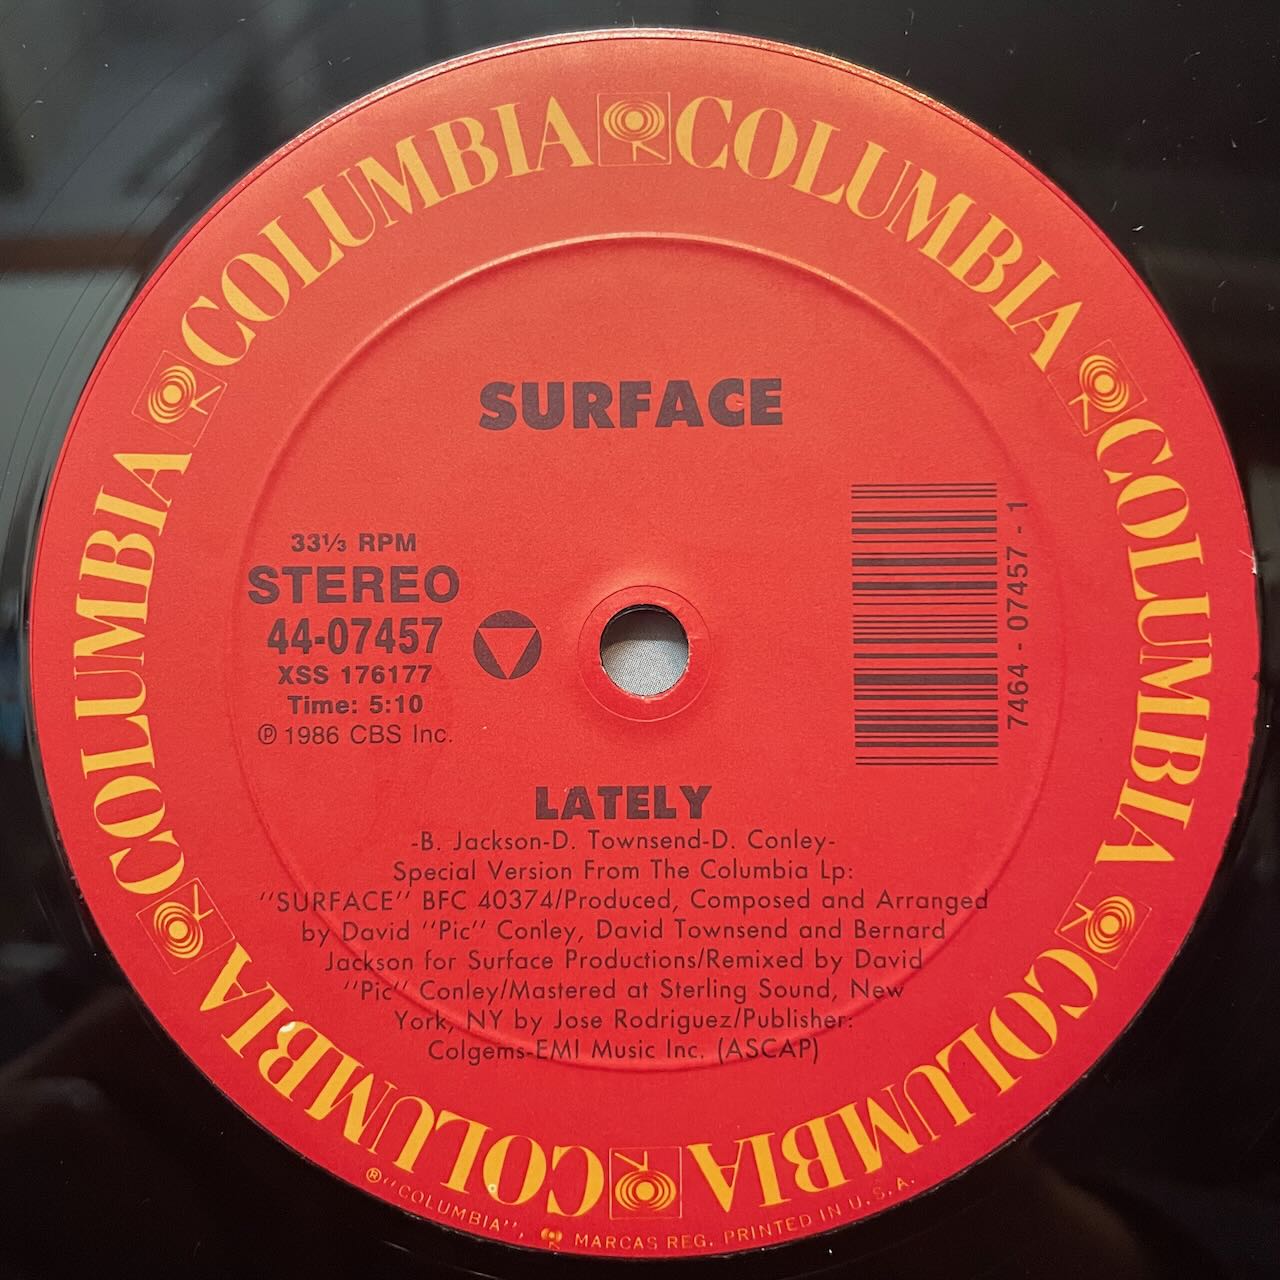 COLUMBIA COLUMBIA COLUMBIA COLUMBIA COLUMBIA COLUMBIA
SURFACE
33⅓ RPM
STEREO
44-07457
XSS 176177
Time: 5:10
℗ 1986 CBS Inc.
7464 - 07457 - 1
LATELY
-B. Jackson-D. Townsend-D. Conley-
Special Version From The Columbia Lp:
"SURFACE" BFC 40374/Produced, Composed and Arranged
by David "Pic" Conley, David Townsend and Bernard
Jackson for Surface Productions/Remixed by David
"Pic" Conley/Mastered at Sterling Sound, New
York, NY by Jose Rodriguez/Publisher:
Colgems-EMI Music Inc. (ASCAP)
® "COLUMBIA", MARCAS REG. PRINTED IN U.S.A.